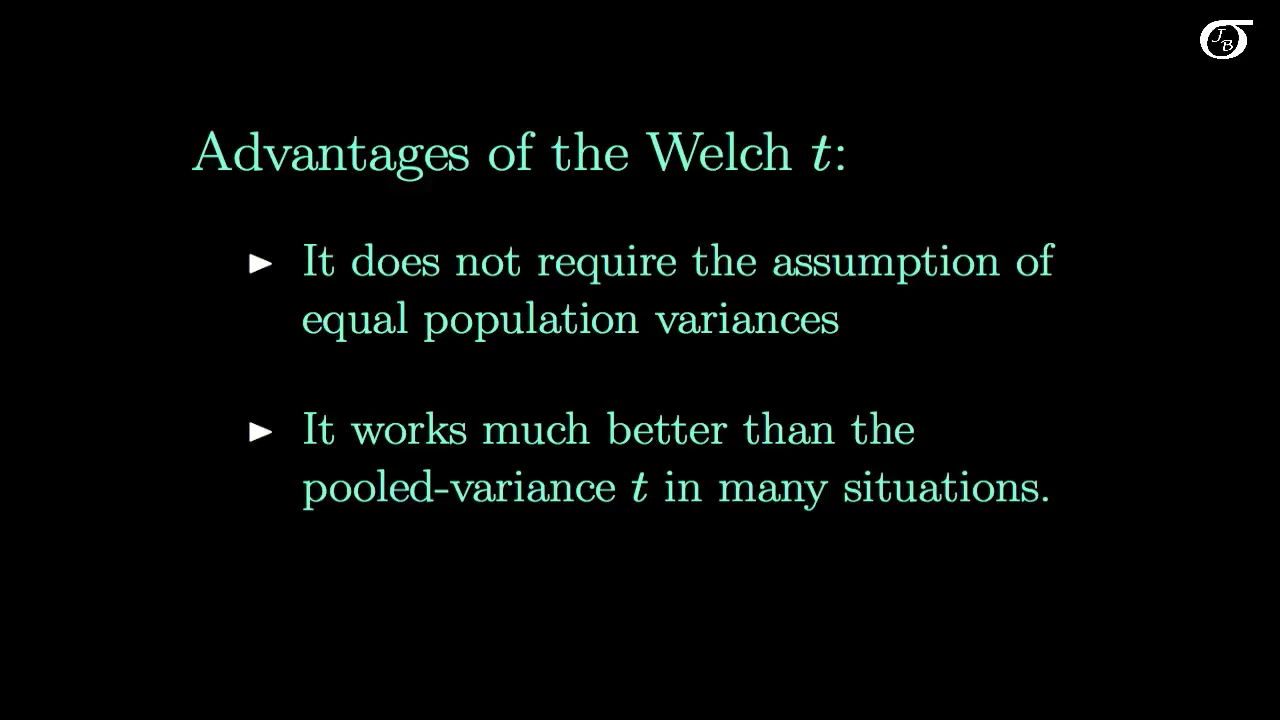 JB
Advantages of the Welch t:
► It does not require the assumption of
equal population variances
► It works much better than the
pooled-variance t in many situations.